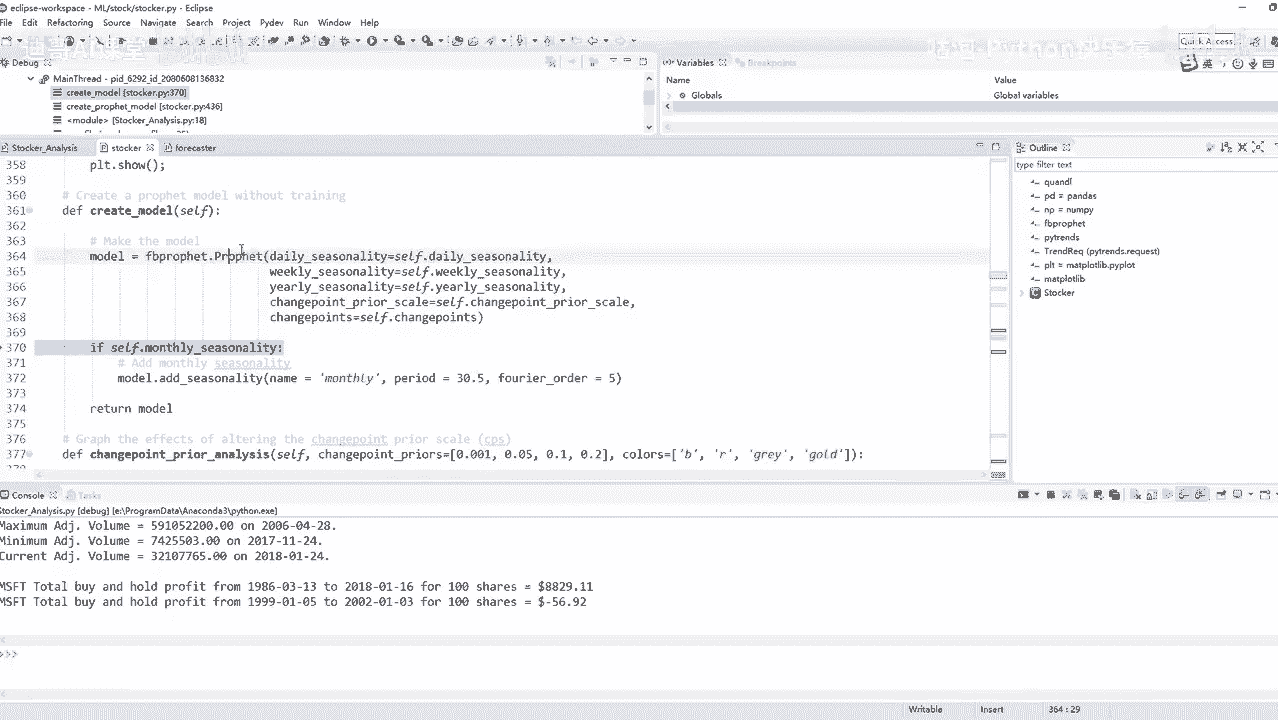 eclipse-workspace - ML/stock/stocker.py - Eclipse
File Edit Refactoring Source Navigate Search Project Pydev Run Window Help
Quick Access
Debug
MainThread - pid_6292_id_2080608136832
create_model [stocker.py:370]
create_prophet_model [stocker.py:436]
<module> [Stocker_Analysis.py:18]
Variables Breakpoints
Name Value
Globals Global variables
Stocker_Analysis stocker forecaster
358 plt.show();
359
360 # Create a prophet model without training
361 def create_model(self):
362
363 # Make the model
364 model = fbprophet.Prophet(daily_seasonality=self.daily_seasonality,
365 weekly_seasonality=self.weekly_seasonality,
366 yearly_seasonality=self.yearly_seasonality,
367 changepoint_prior_scale=self.changepoint_prior_scale,
368 changepoints=self.changepoints)
369
370 if self.monthly_seasonality:
371 # Add monthly seasonality
372 model.add_seasonality(name = 'monthly', period = 30.5, fourier_order = 5)
373
374 return model
375
376 # Graph the effects of altering the changepoint prior scale (cps)
377 def changepoint_prior_analysis(self, changepoint_priors=[0.001, 0.05, 0.1, 0.2], colors=['b', 'r', 'grey', 'gold']):
Outline
type filter text
quandl
pd = pandas
np = numpy
fbprophet
pytrends
TrendReq (pytrends.request)
plt = matplotlib.pyplot
matplotlib
Stocker
Console Tasks
Stocker_Analysis.py [debug] [e:\ProgramData\Anaconda3\python.exe]
Maximum Adj. Volume = 591052200.00 on 2006-04-28.
Minimum Adj. Volume = 7425503.00 on 2017-11-24.
Current Adj. Volume = 32107765.00 on 2018-01-24.
MSFT Total buy and hold profit from 1986-03-13 to 2018-01-16 for 100 shares = $8829.11
MSFT Total buy and hold profit from 1999-01-05 to 2002-01-03 for 100 shares = $-56.92
>>>
Writable Insert 364 : 29